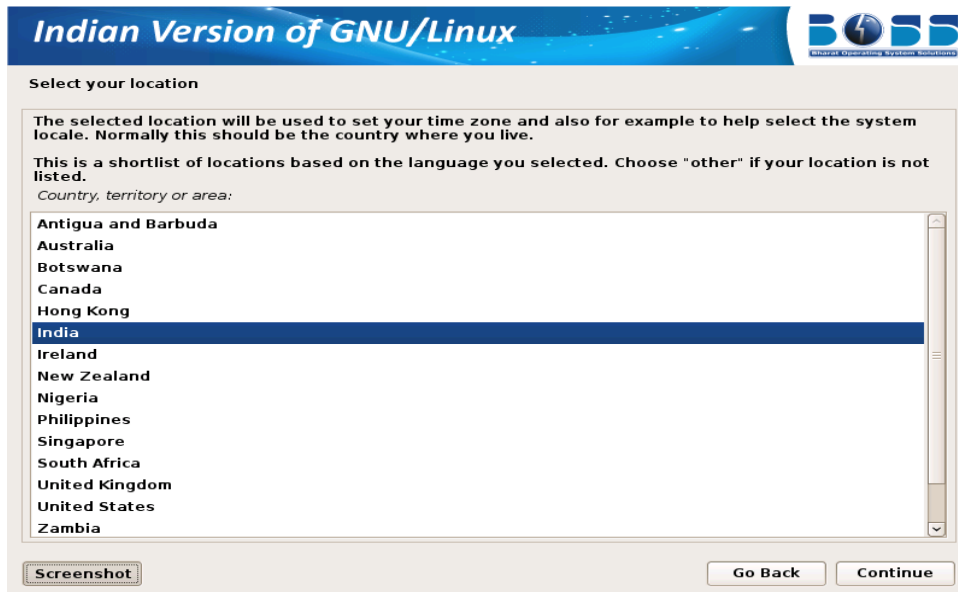 Indian Version of GNU/Linux
BOSS
Bharat Operating System Solutions
Select your location
The selected location will be used to set your time zone and also for example to help select the system
locale. Normally this should be the country where you live.
This is a shortlist of locations based on the language you selected. Choose "other" if your location is not
listed.
Country, territory or area:
Antigua and Barbuda
Australia
Botswana
Canada
Hong Kong
India
Ireland
New Zealand
Nigeria
Philippines
Singapore
South Africa
United Kingdom
United States
Zambia
Screenshot
Go Back
Continue